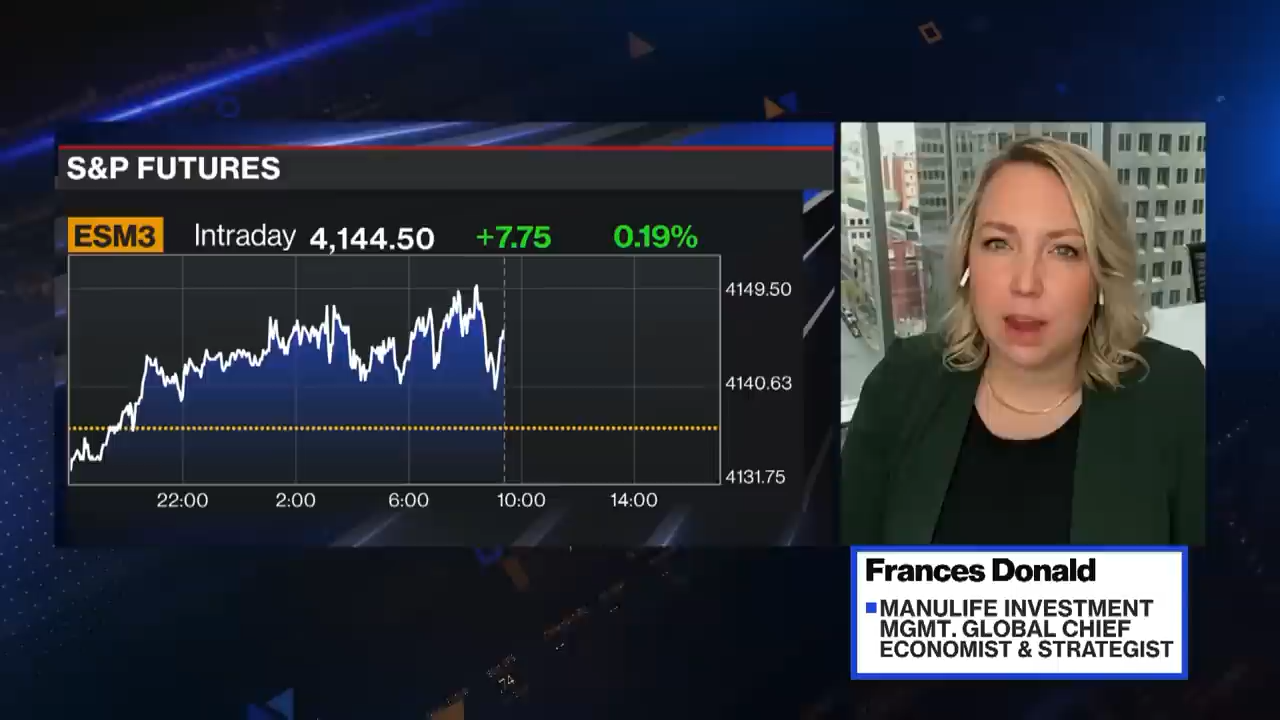 S&P FUTURES
ESM3 Intraday 4,144.50 +7.75 0.19%
4149.50
4140.63
4131.75
22:00 2:00 6:00 10:00 14:00
Frances Donald
MANULIFE INVESTMENT
MGMT. GLOBAL CHIEF
ECONOMIST & STRATEGIST
74